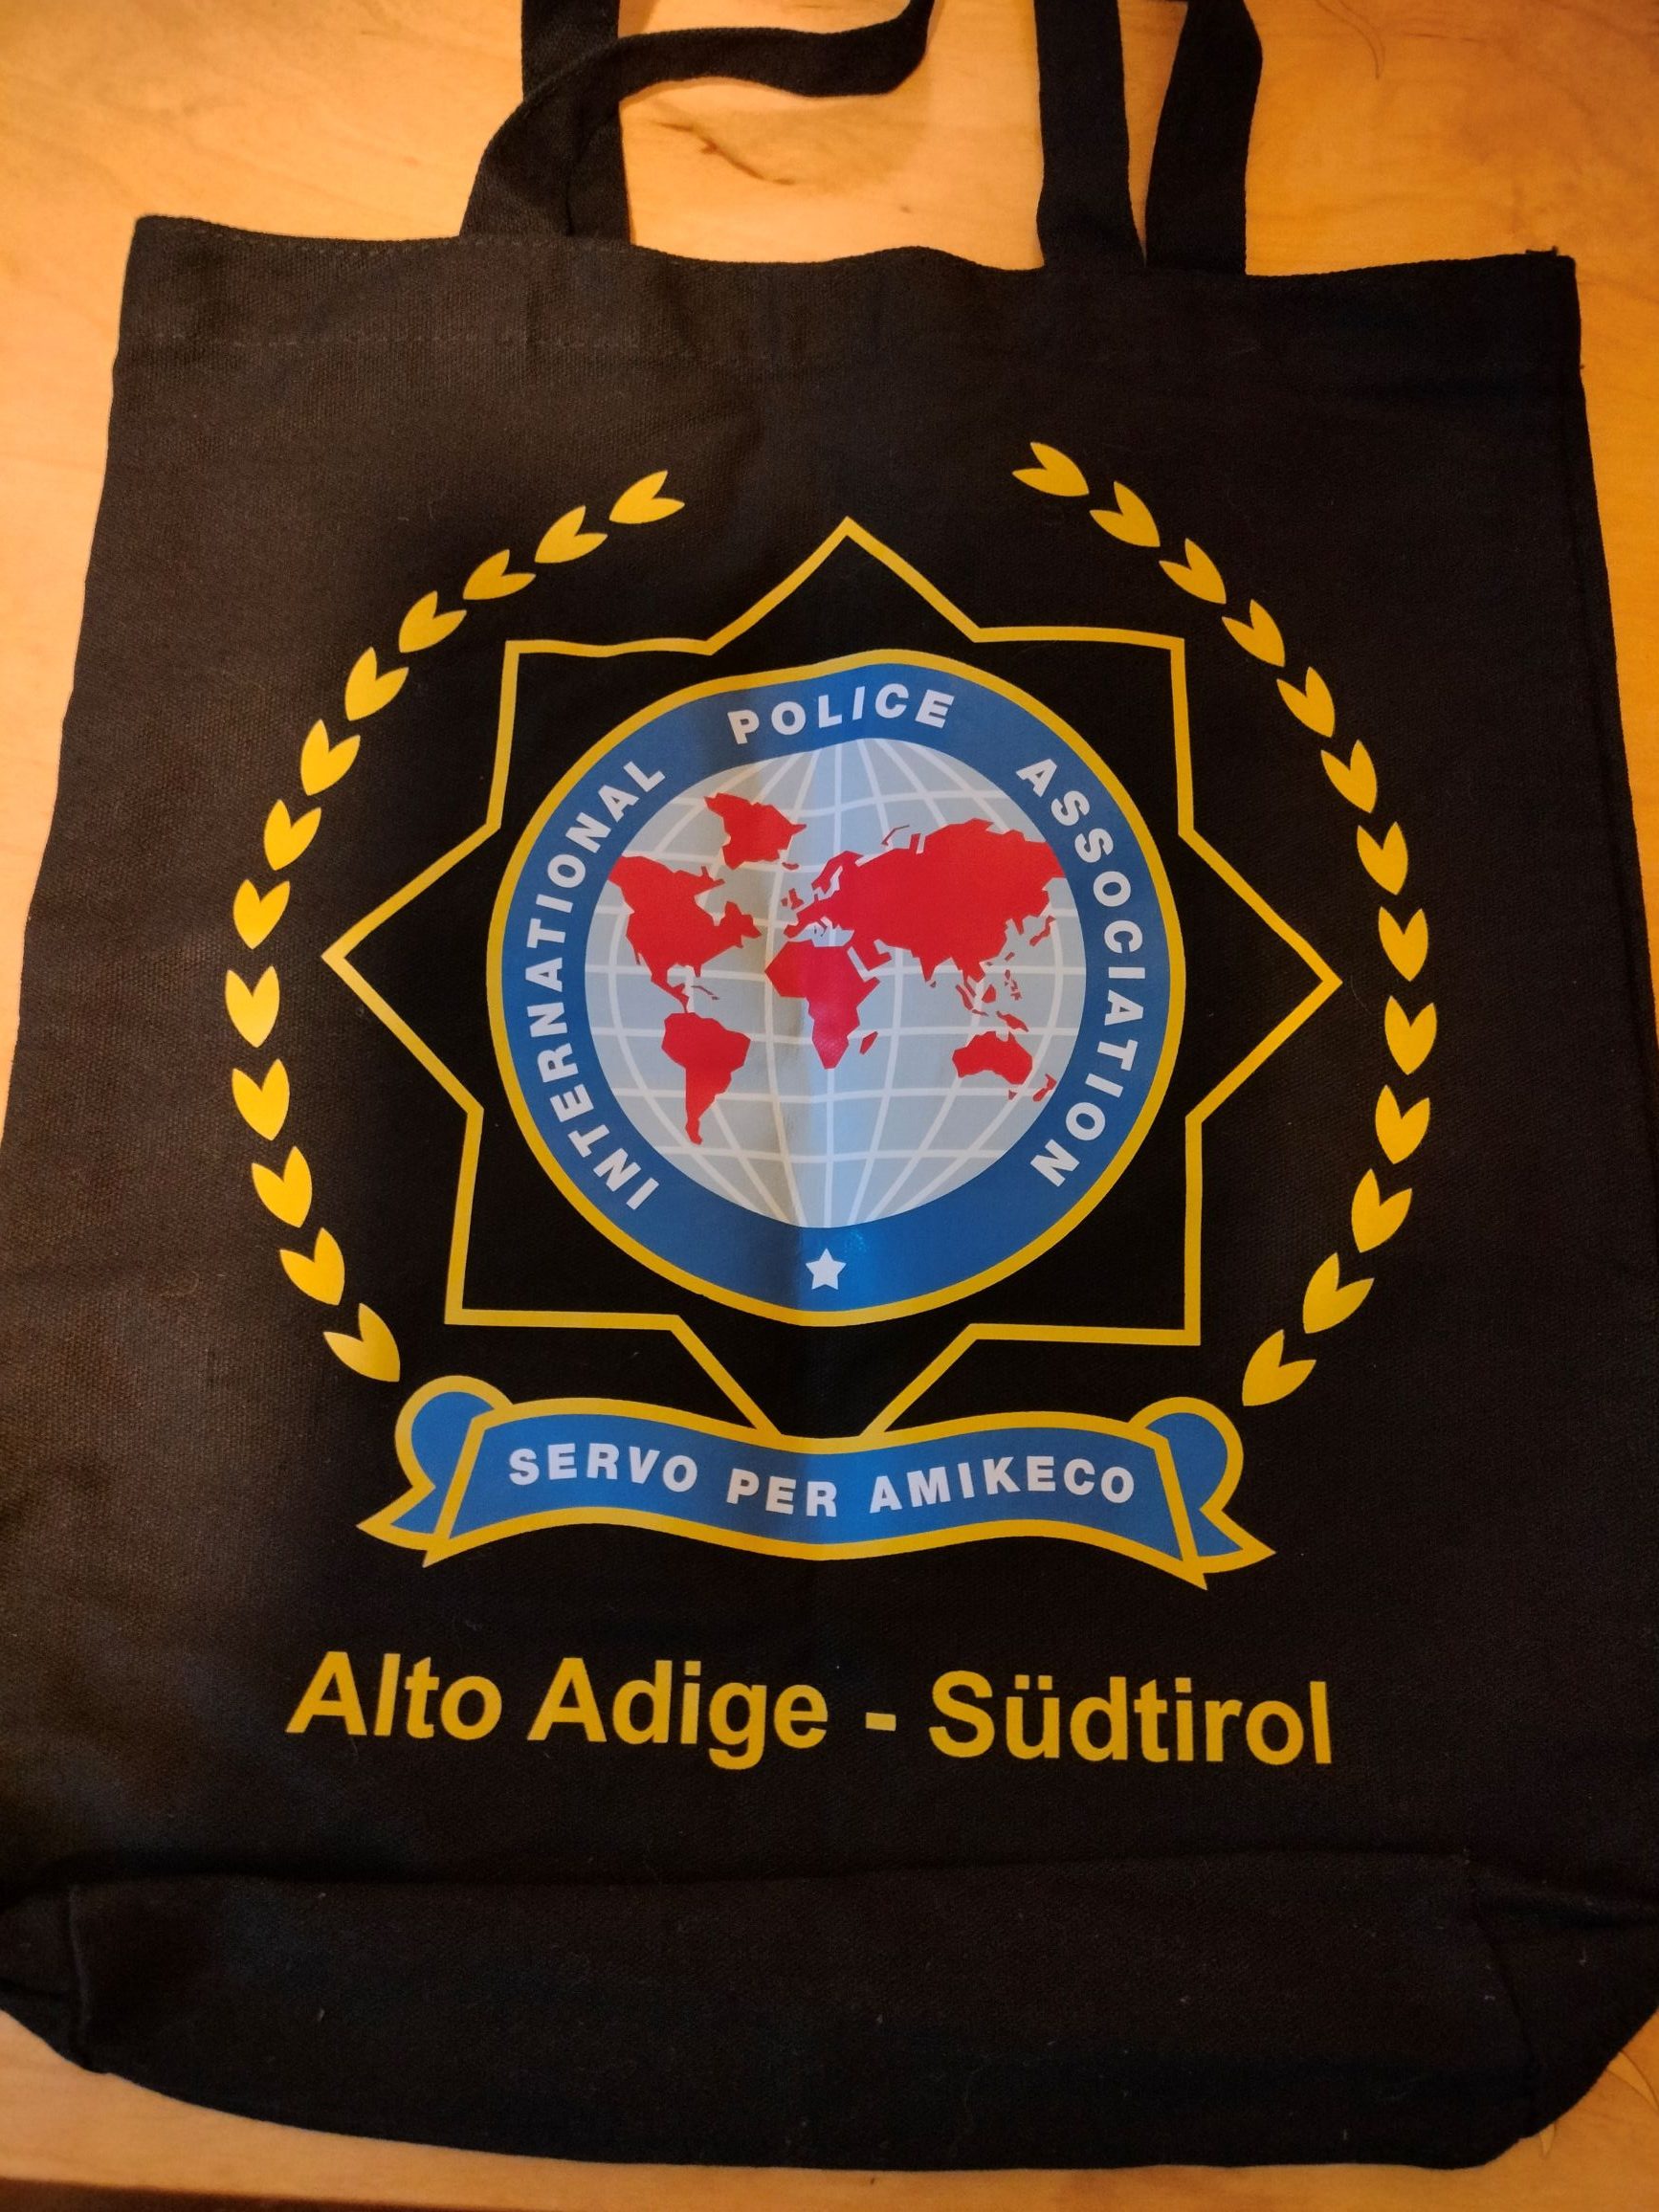 INTERNATIONAL POLICE ASSOCIATION
SERVO PER AMIKECO
Alto Adige - Südtirol